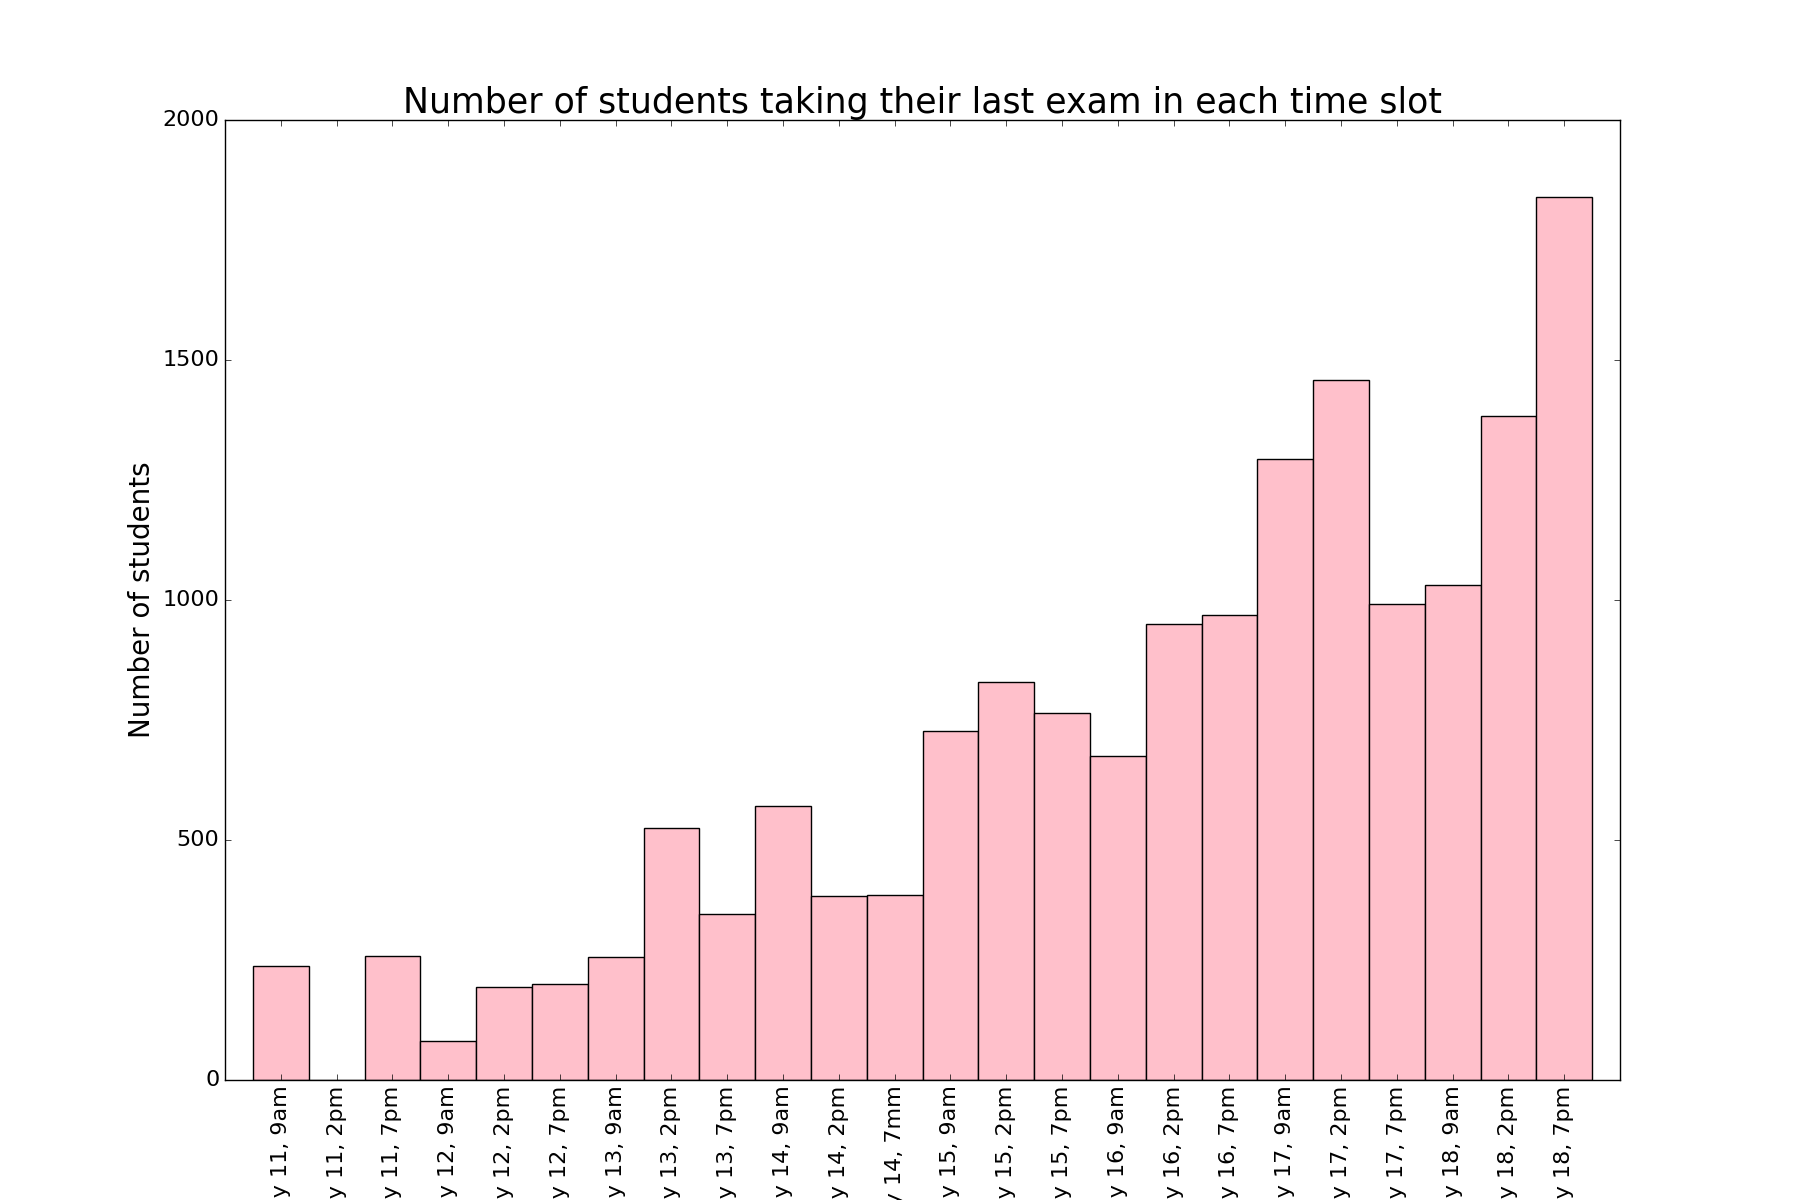 Number of students taking their last exam in each time slot
2000
1500
1000
500
0
Number of students
y 11, 9am
y 11, 2pm
y 11, 7pm
y 12, 9am
y 12, 2pm
y 12, 7pm
y 13, 9am
y 13, 2pm
y 13, 7pm
y 14, 9am
y 14, 2pm
y 14, 7mm
y 15, 9am
y 15, 2pm
y 15, 7pm
y 16, 9am
y 16, 2pm
y 16, 7pm
y 17, 9am
y 17, 2pm
y 17, 7pm
y 18, 9am
y 18, 2pm
y 18, 7pm